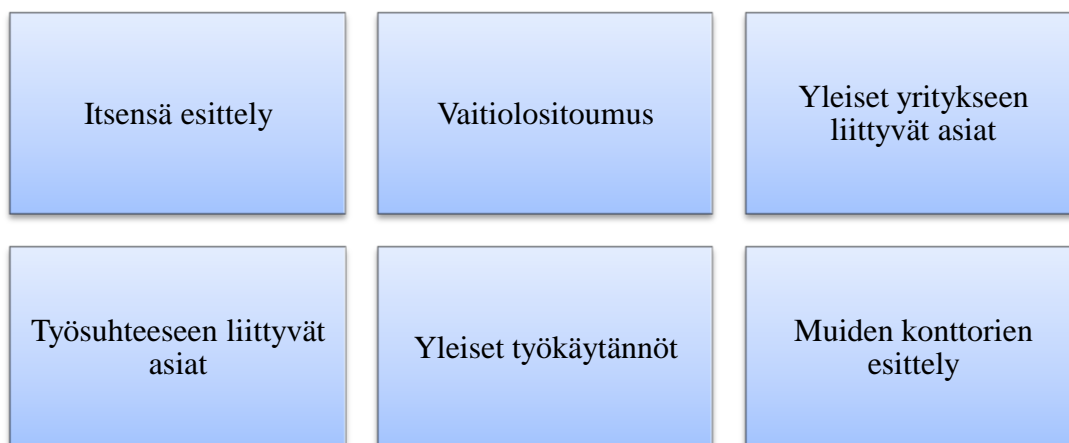 Itsensä esittely
Vaitiolositoumus
Yleiset yritykseen
liittyvät asiat
Työsuhteeseen liittyvät
asiat
Yleiset työkäytännöt
Muiden konttorien
esittely